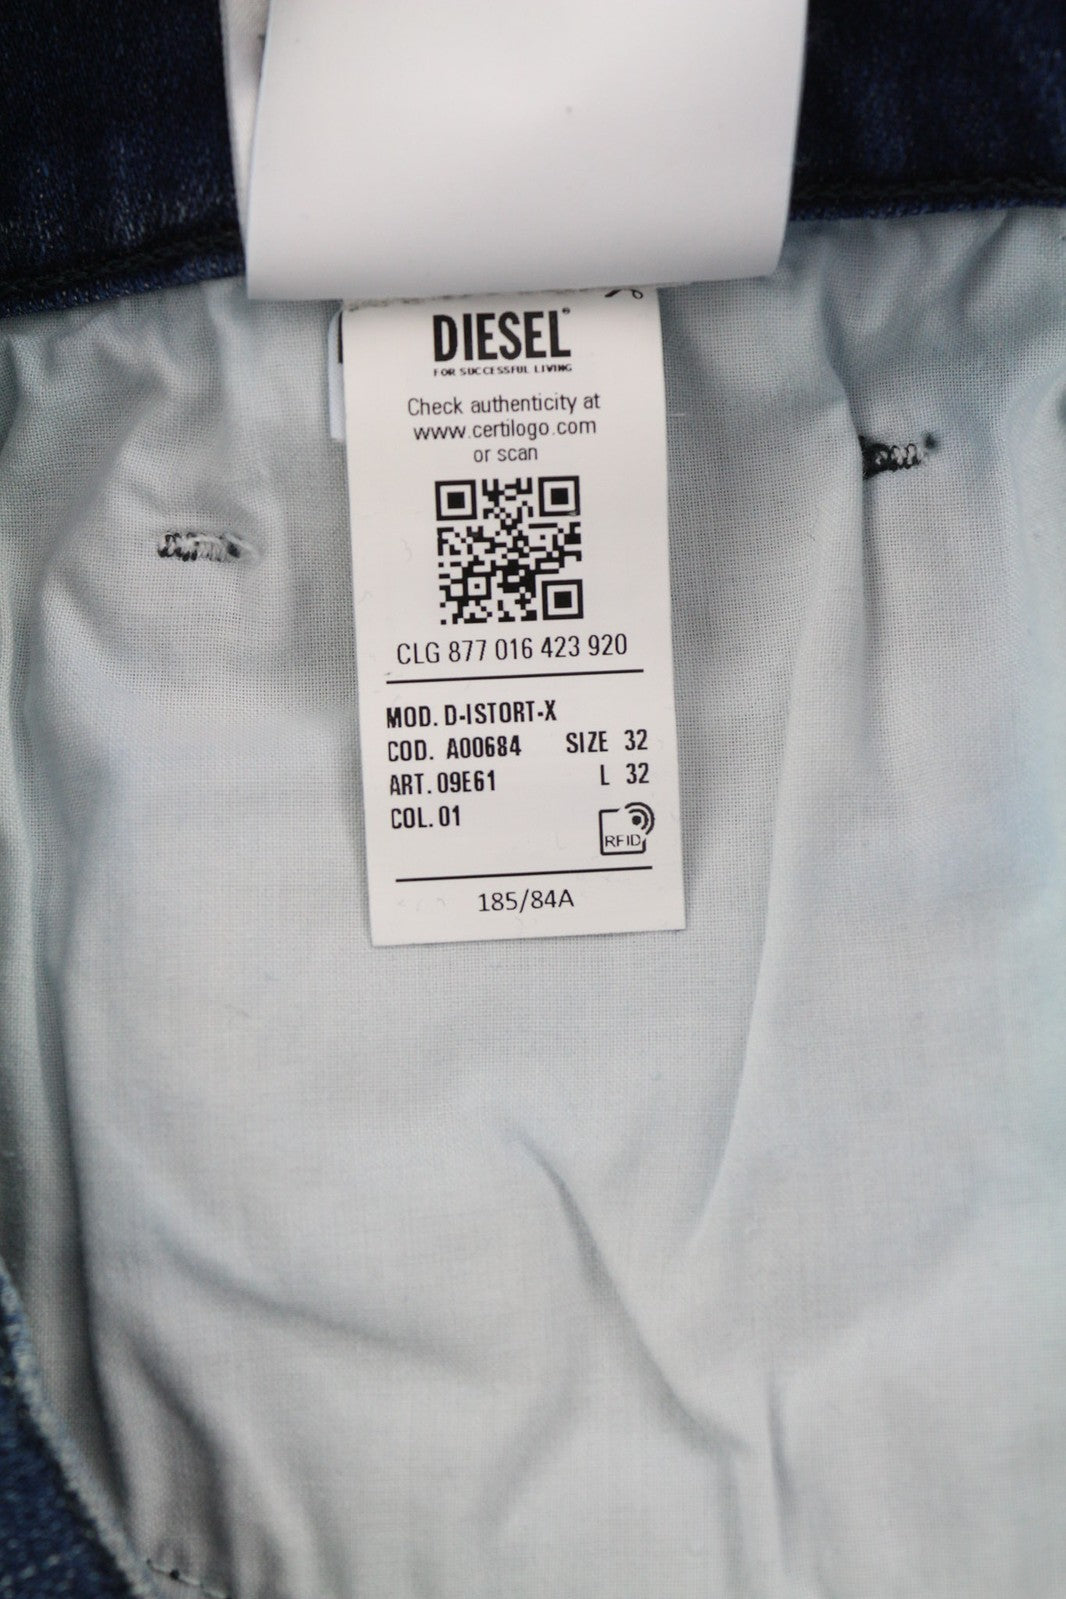 DIESEL®
FOR SUCCESSFUL LIVING
Check authenticity at
www.certilogo.com
or scan
CLG 877 016 423 920
MOD. D-ISTORT-X
COD. A00684 SIZE 32
ART. 09E61 L 32
COL. 01
RFID
185/84A